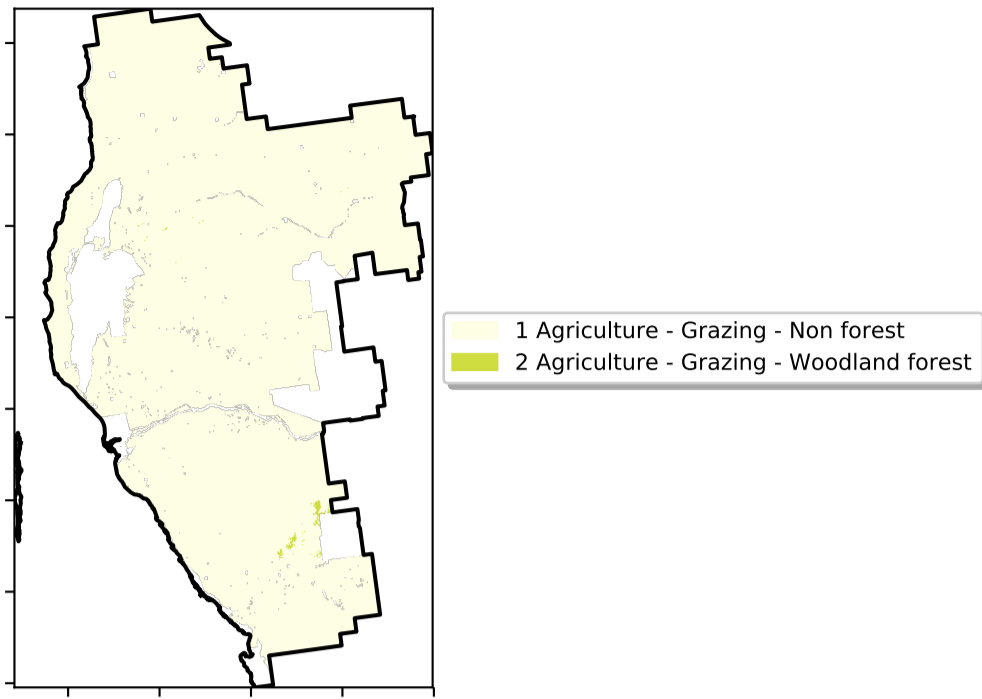 1 Agriculture - Grazing - Non forest
2 Agriculture - Grazing - Woodland forest